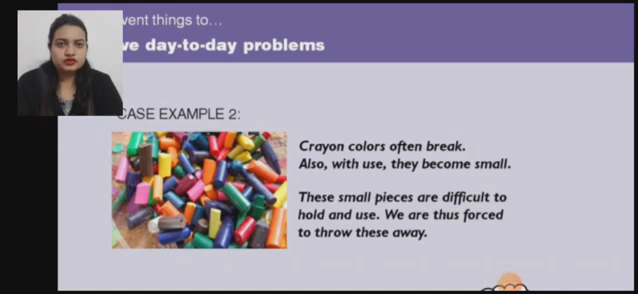 vent things to...
ve day-to-day problems
CASE EXAMPLE 2:
Crayon colors often break.
Also, with use, they become small.
These small pieces are difficult to
hold and use. We are thus forced
to throw these away.